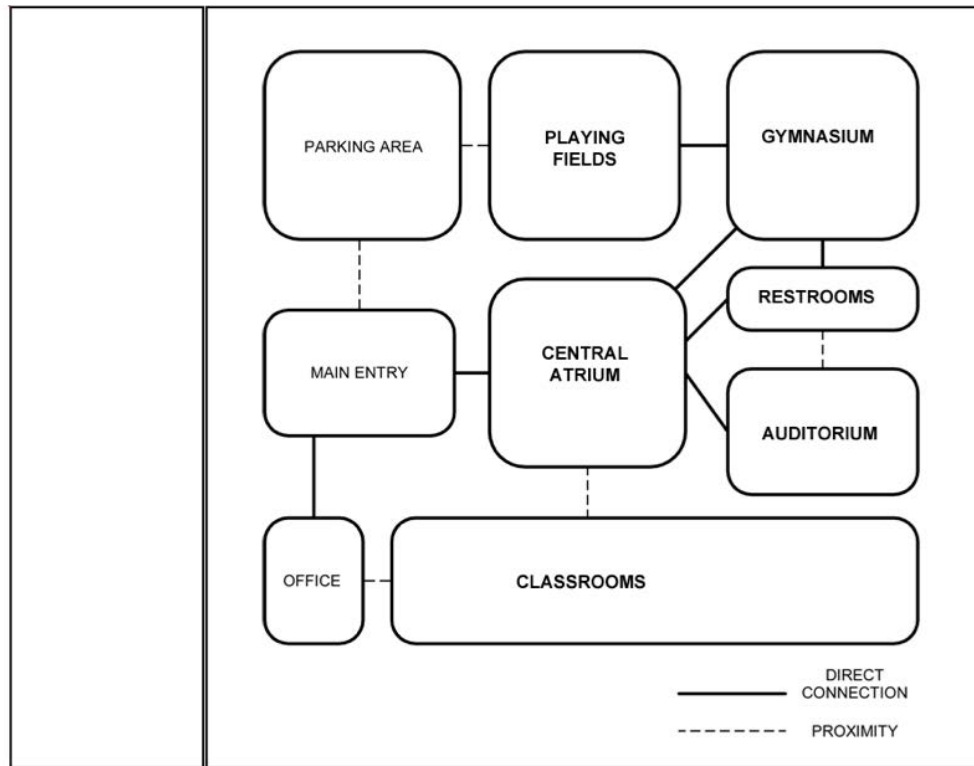 PARKING AREA
PLAYING
FIELDS
GYMNASIUM
RESTROOMS
MAIN ENTRY
CENTRAL
ATRIUM
AUDITORIUM
OFFICE
CLASSROOMS
DIRECT
CONNECTION
PROXIMITY